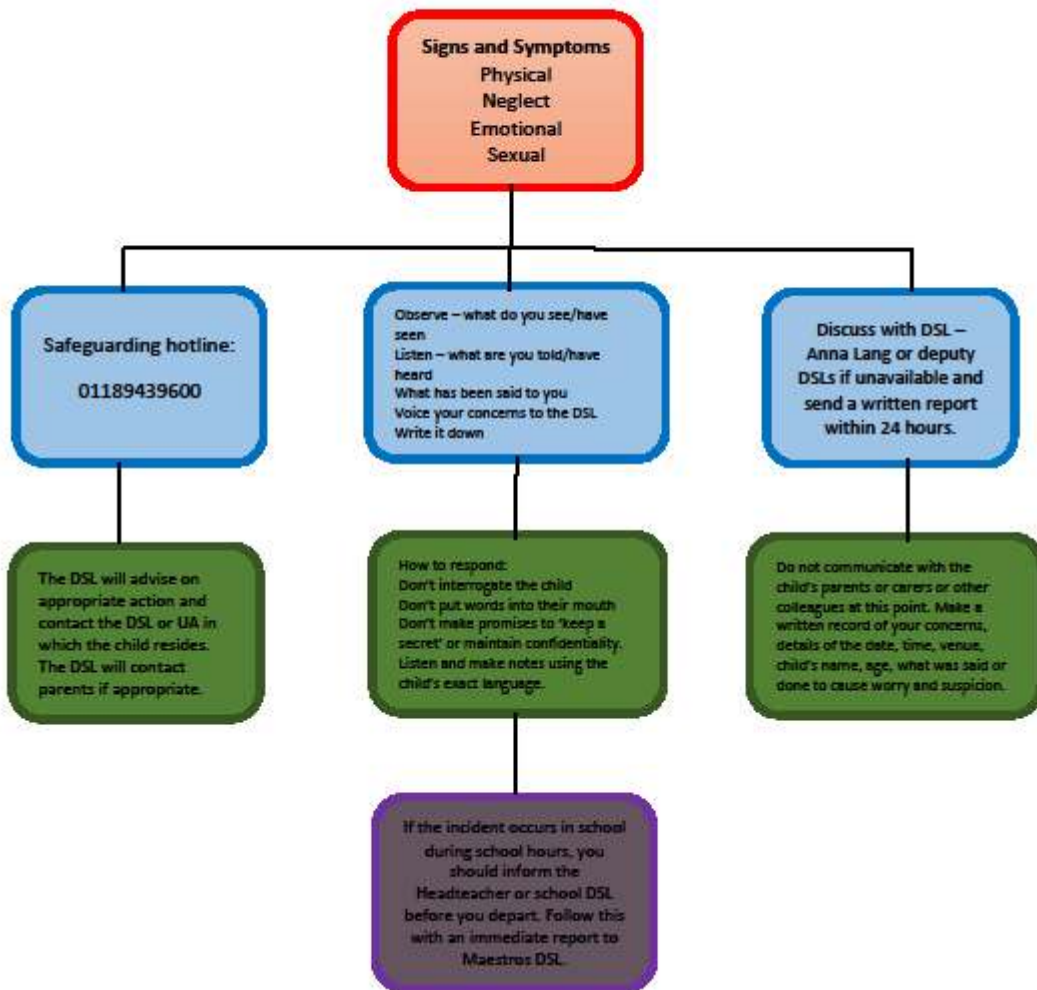 Signs and Symptoms
Physical
Neglect
Emotional
Sexual
Safeguarding hotline:
01189439600
Observe – what do you see/have
seen
Listen – what are you told/have
heard
What has been said to you
Voice your concerns to the DSL
Write it down
Discuss with DSL –
Anna Lang or deputy
DSLs if unavailable and
send a written report
within 24 hours.
The DSL will advise on
appropriate action and
contact the DSL or UA in
which the child resides.
The DSL will contact
parents if appropriate.
How to respond:
Don't interrogate the child
Don't put words into their mouth
Don't make promises to 'keep a
secret' or maintain confidentiality.
Listen and make notes using the
child's exact language.
Do not communicate with the
child's parents or carers or other
colleagues at this point. Make a
written record of your concerns,
details of the date, time, venue,
child's name, age, what was said or
done to cause worry and suspicion.
If the incident occurs in school
during school hours, you
should inform the
Headteacher or school DSL
before you depart. Follow this
with an immediate report to
Maestros DSL.